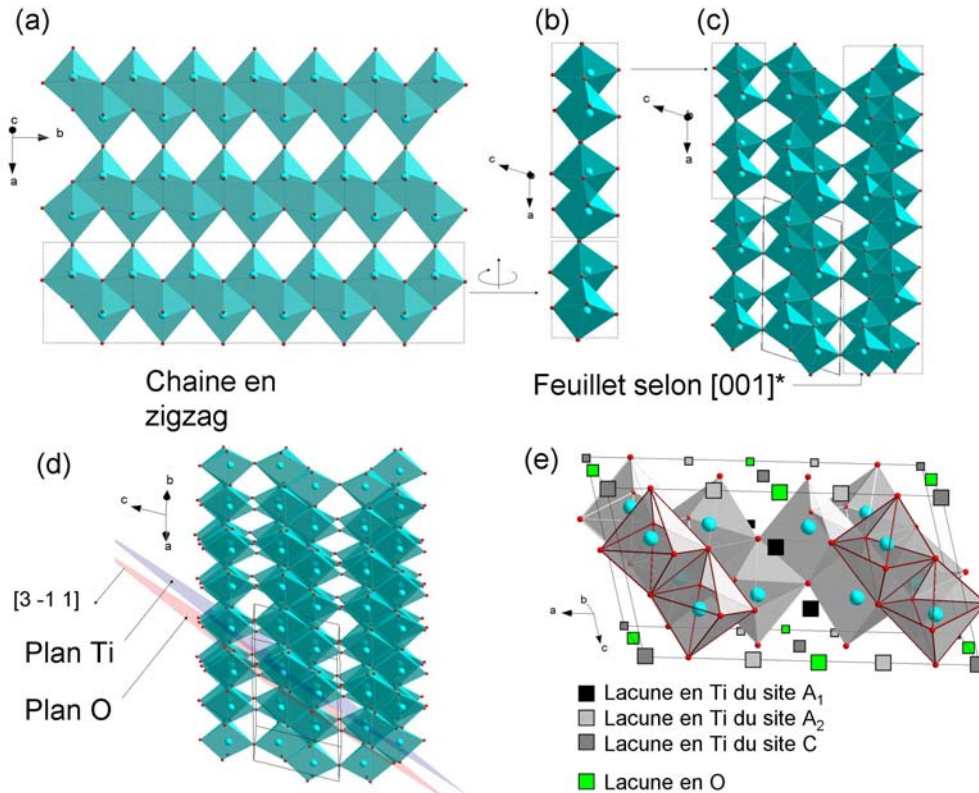 (a)
(b)
(c)
c
b
a
c
a
c
b
a
Chaine en
zigzag
Feuillet selon [001]*
(d)
b
c
a
[3 -1 1]
Plan Ti
Plan O
(e)
a
b
c
Lacune en Ti du site A1
Lacune en Ti du site A2
Lacune en Ti du site C
Lacune en O